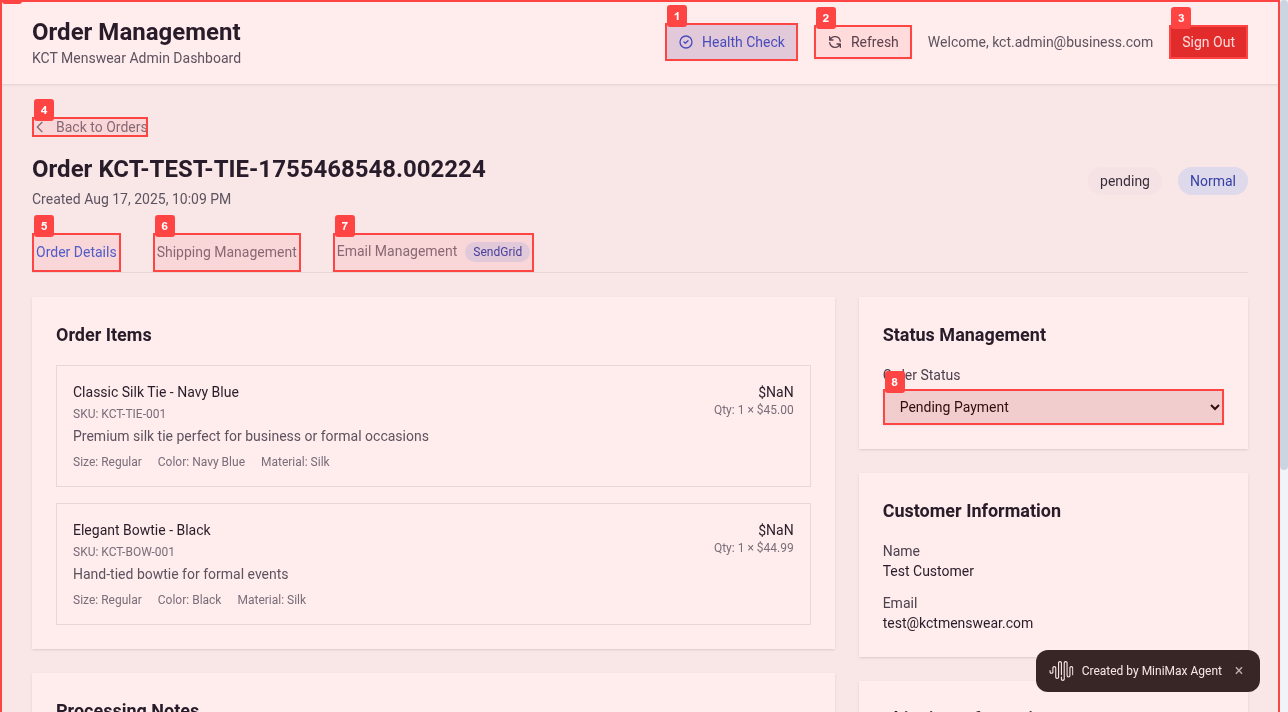 Order Management
KCT Menswear Admin Dashboard
1
Health Check
2
Refresh
Welcome, kct.admin@business.com
3
Sign Out
4
Back to Orders
Order KCT-TEST-TIE-1755468548.002224
Created Aug 17, 2025, 10:09 PM
pending
Normal
5
Order Details
6
Shipping Management
7
Email Management SendGrid
Order Items
Classic Silk Tie - Navy Blue
$NaN
SKU: KCT-TIE-001
Qty: 1 × $45.00
Premium silk tie perfect for business or formal occasions
Size: Regular Color: Navy Blue Material: Silk
Elegant Bowtie - Black
$NaN
SKU: KCT-BOW-001
Qty: 1 × $44.99
Hand-tied bowtie for formal events
Size: Regular Color: Black Material: Silk
Processing Notes
Status Management
Status
8
Pending Payment
Customer Information
Name
Test Customer
Email
test@kctmenswear.com
Created by MiniMax Agent ×